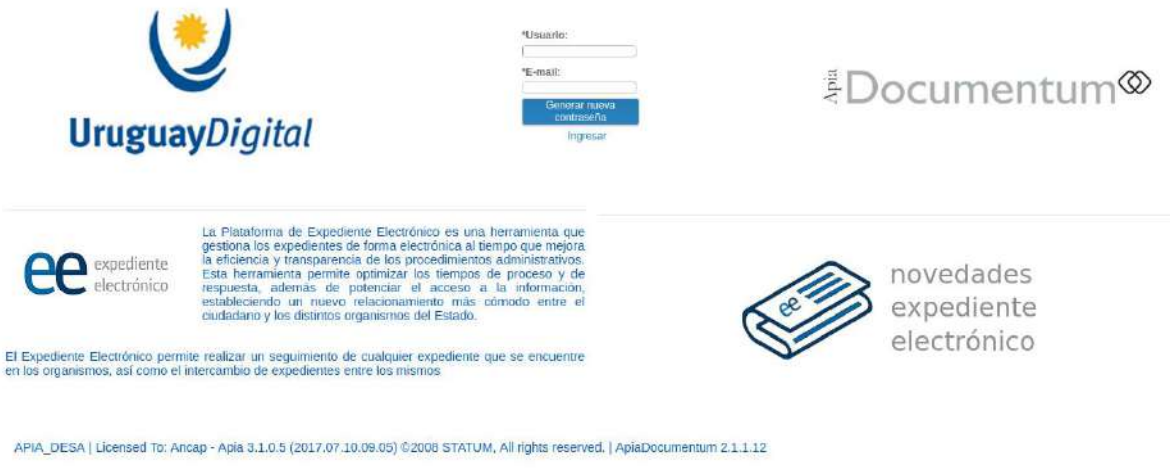 UruguayDigital
*Usuario:
*E-mail:
Generar nueva
contraseña
Ingresar
Apia
Documentum
ee expediente
electrónico
La Plataforma de Expediente Electrónico es una herramienta que
gestiona los expedientes de forma electrónica al tiempo que mejora
la eficiencia y transparencia de los procedimientos administrativos.
Esta herramienta permite optimizar los tiempos de proceso y de
respuesta, además de potenciar el acceso a la información,
estableciendo un nuevo relacionamiento más cómodo entre el
ciudadano y los distintos organismos del Estado.
El Expediente Electrónico permite realizar un seguimiento de cualquier expediente que se encuentre
en los organismos, así como el intercambio de expedientes entre los mismos
ee
novedades
expediente
electrónico
APIA_DESA | Licensed To: Ancap - Apia 3.1.0.5 (2017.07.10.09.05) ©2008 STATUM, All rights reserved. | ApiaDocumentum 2.1.1.12